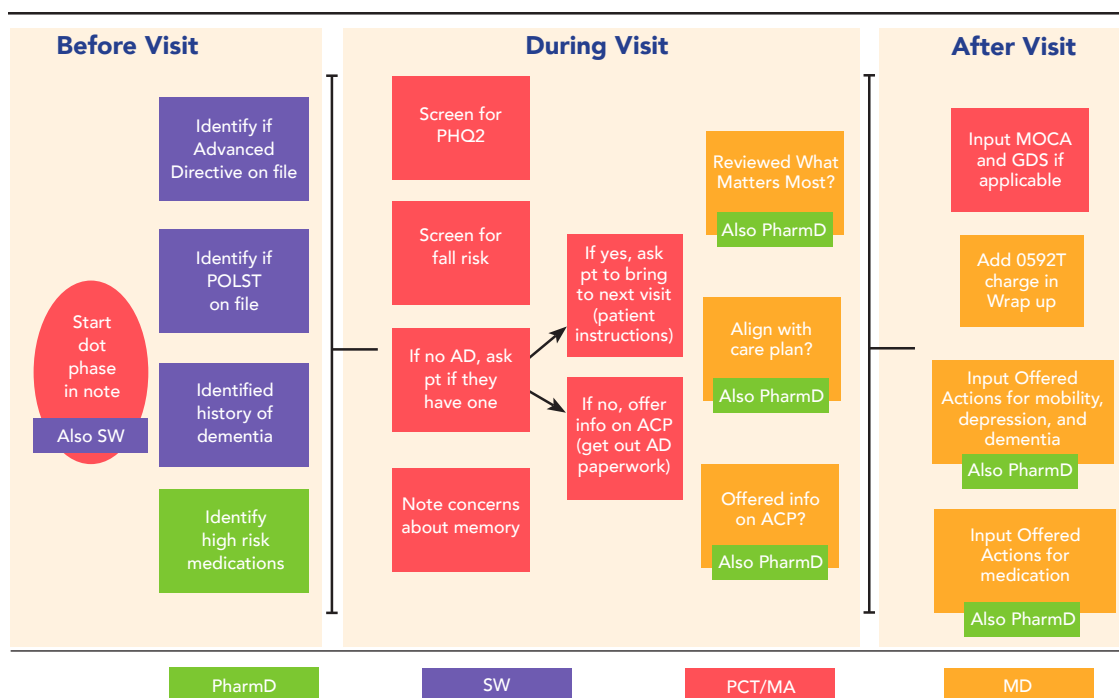 Before Visit
Start
dot
phase
in note
Also SW
Identify if
Advanced
Directive on file
Identify if
POLST
on file
Identified
history of
dementia
Identify
high risk
medications
During Visit
Screen for
PHQ2
Screen for
fall risk
If no AD, ask
pt if they
have one
Note concerns
about memory
If yes, ask
pt to bring
to next visit
(patient
instructions)
If no, offer
info on ACP
(get out AD
paperwork)
Reviewed What
Matters Most?
Also PharmD
Align with
care plan?
Also PharmD
Offered info
on ACP?
Also PharmD
After Visit
Input MOCA
and GDS if
applicable
Add 0592T
charge in
Wrap up
Input Offered
Actions for mobility,
depression, and
dementia
Also PharmD
Input Offered
Actions for
medication
Also PharmD
PharmD
SW
PCT/MA
MD